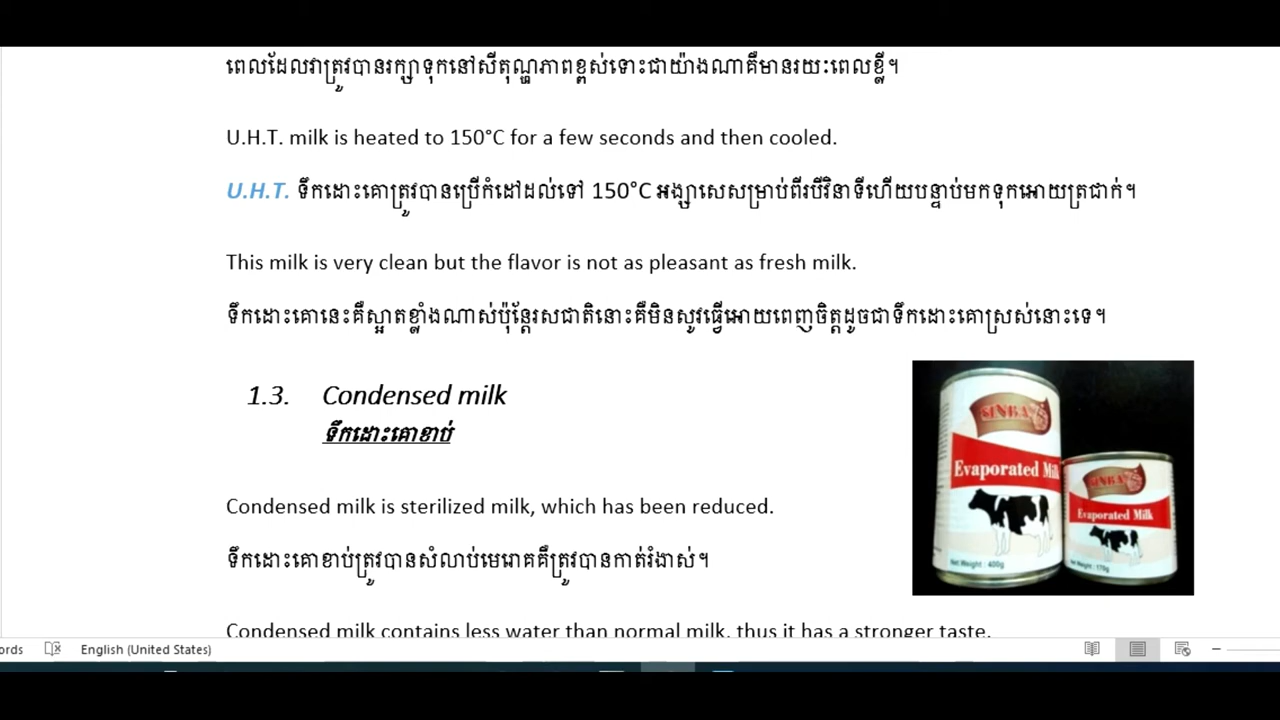 ពេលដែលវាត្រូវបានរក្សាទុកនៅសីតុណ្ហភាពខ្ពស់ទោះជាយ៉ាងណាគឺមានរយៈពេលខ្លី។
U.H.T. milk is heated to 150°C for a few seconds and then cooled.
U.H.T. ទឹកដោះគោត្រូវបានប្រើកំដៅដល់ទៅ 150°C អង្សាសេសម្រាប់ពីរបីវិនាទីហើយបន្ទាប់មកទុកអោយត្រជាក់។
This milk is very clean but the flavor is not as pleasant as fresh milk.
ទឹកដោះគោនេះគឺស្អាតខ្លាំងណាស់ប៉ុន្តែរសជាតិនោះគឺមិនសូវធ្វើអោយពេញចិត្តដូចជាទឹកដោះគោស្រស់នោះទេ។
1.3. Condensed milk
ទឹកដោះគោខាប់
SINBA
Evaporated Milk
Net Weight : 400g
SINBA
Evaporated Milk
Net Weight : 170g
Condensed milk is sterilized milk, which has been reduced.
ទឹកដោះគោខាប់ត្រូវបានសំលាប់មេរោគគឺត្រូវបានកាត់រំងាស់។
Condensed milk contains less water than normal milk, thus it has a stronger taste.
ords English (United States)